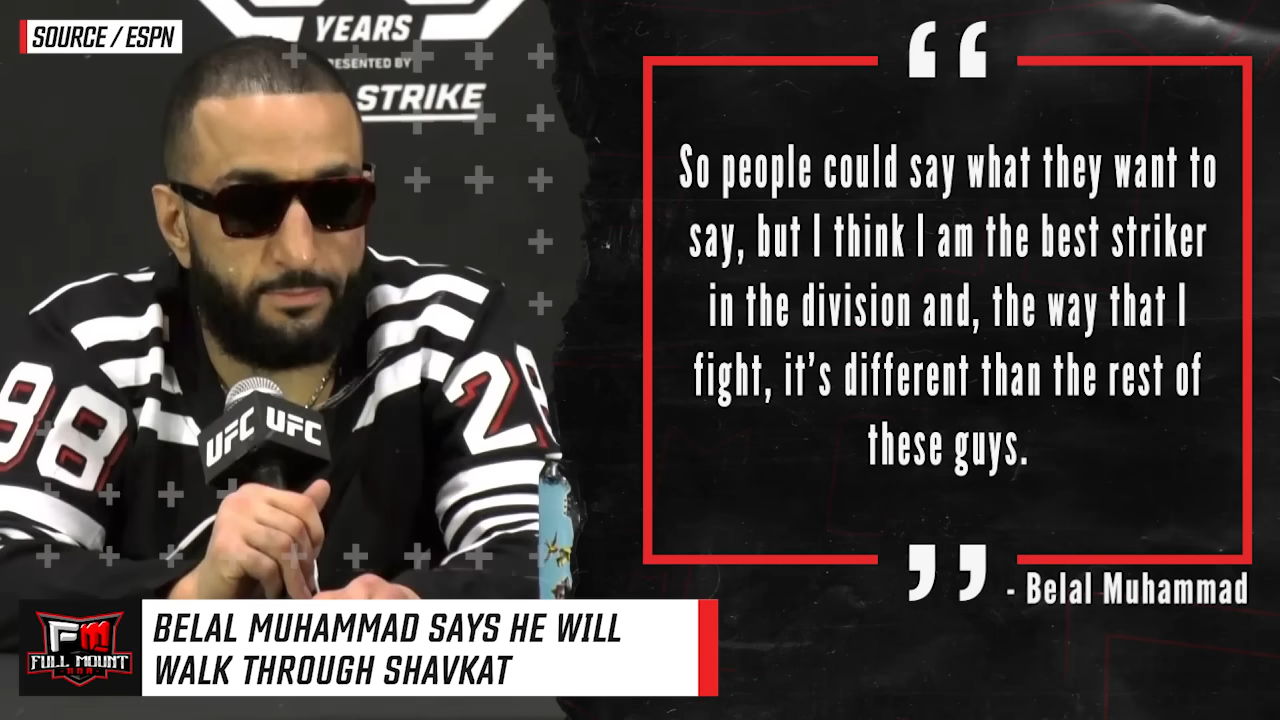 SOURCE / ESPN
YEARS
PRESENTED BY
STRIKE
98
28
UFC UFC
So people could say what they want to
say, but I think I am the best striker
in the division and, the way that I
fight, it's different than the rest of
these guys.
- Belal Muhammad
FM
FULL MOUNT
BELAL MUHAMMAD SAYS HE WILL
WALK THROUGH SHAVKAT